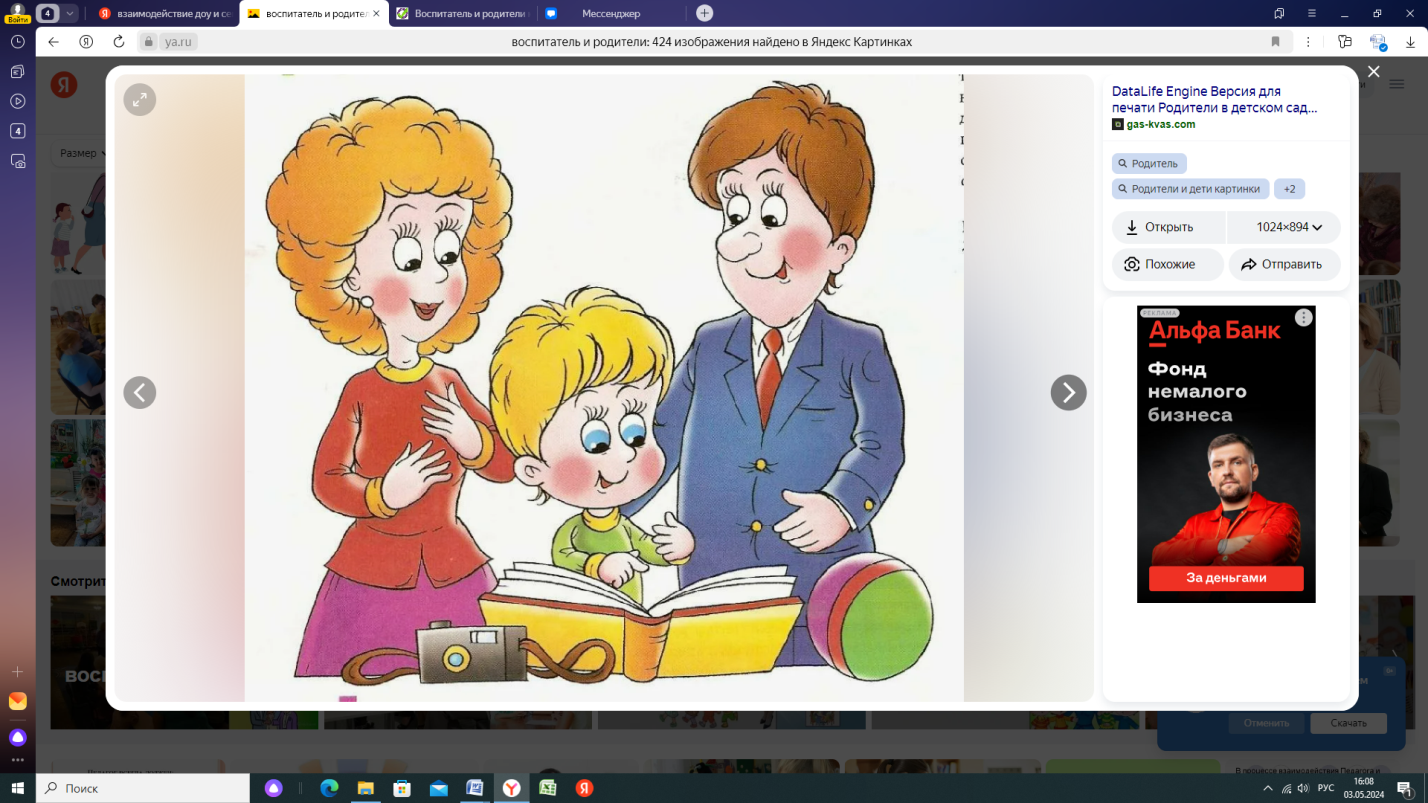 Войти
4
взаимодействие доу и се
воспитатель и родител
Воспитатель и родители
Мессенджер
ya.ru
воспитатель и родители: 424 изображения найдено в Яндекс Картинках
4
Я
Размер
DataLife Engine Версия для
печати Родители в детском сад...
gas-kvas.com
Родитель
Родители и дети картинки
+2
Открыть
1024×894
Похожие
Отправить
РЕКЛАМА
Альфа Банк
Фонд
немалого
бизнеса
За деньгами
Смотрит
Отменить
Скачать
Поиск
РУС
16:08
03.05.2024
1